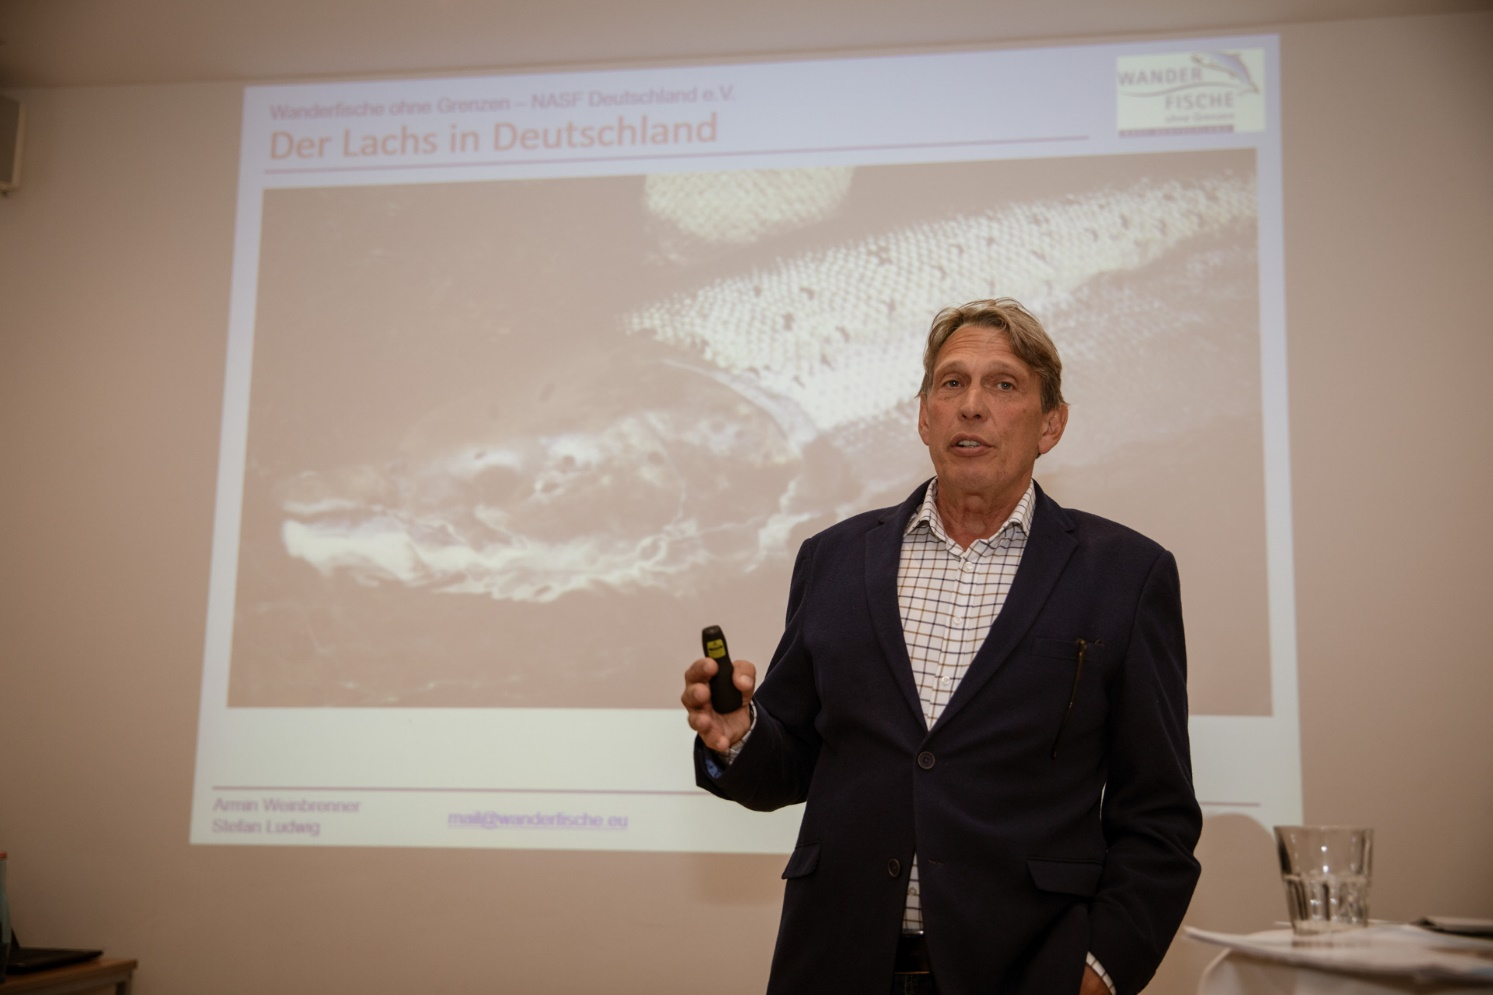 Wanderfische ohne Grenzen – NASF Deutschland e.V.
Der Lachs in Deutschland
WANDER
FISCHE
ohne Grenzen
Armin Weinbrenner
Stefan Ludwig
mail@wanderfische.eu